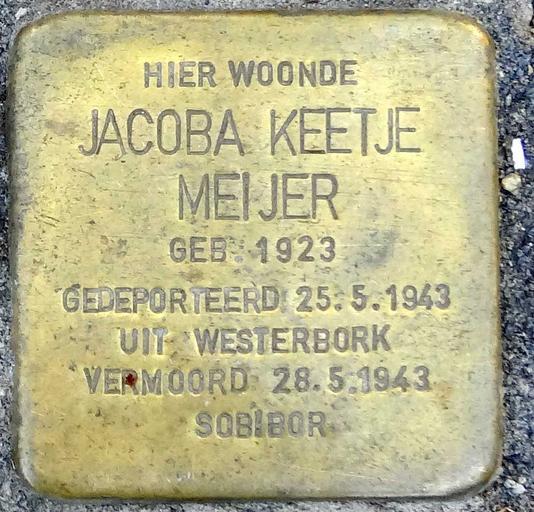 HIER WOONDE
JACOBA KEETJE
MEIJER
GEB. 1923
GEDEPORTEERD 25.5.1943
UIT WESTERBORK
VERMOORD 28.5.1943
SOBIBOR